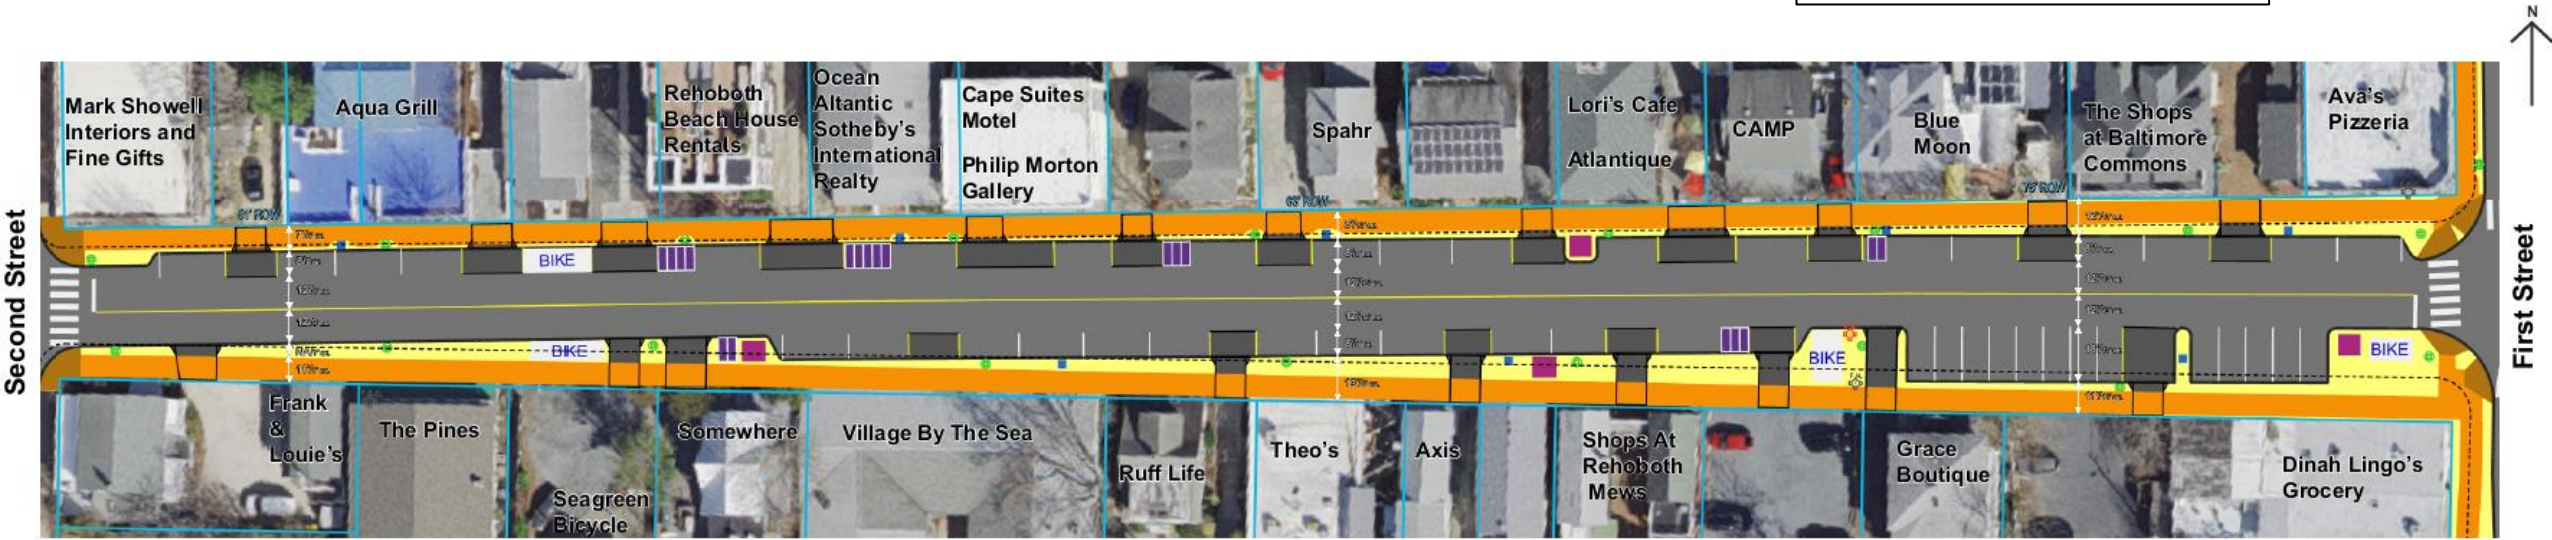 N
Mark Showell
Interiors and
Fine Gifts
Aqua Grill
Rehoboth
Beach House
Rentals
Ocean
Altantic
Sotheby's
International
Realty
Cape Suites
Motel
Philip Morton
Gallery
Spahr
Lori's Cafe
Atlantique
CAMP
Blue
Moon
The Shops
at Baltimore
Commons
Ava's
Pizzeria
Second Street
First Street
BIKE
BIKE
BIKE
BIKE
Frank
&
Louie's
The Pines
Seagreen
Bicycle
Somewhere
Village By The Sea
Ruff Life
Theo's
Axis
Shops At
Rehoboth
Mews
Grace
Boutique
Dinah Lingo's
Grocery